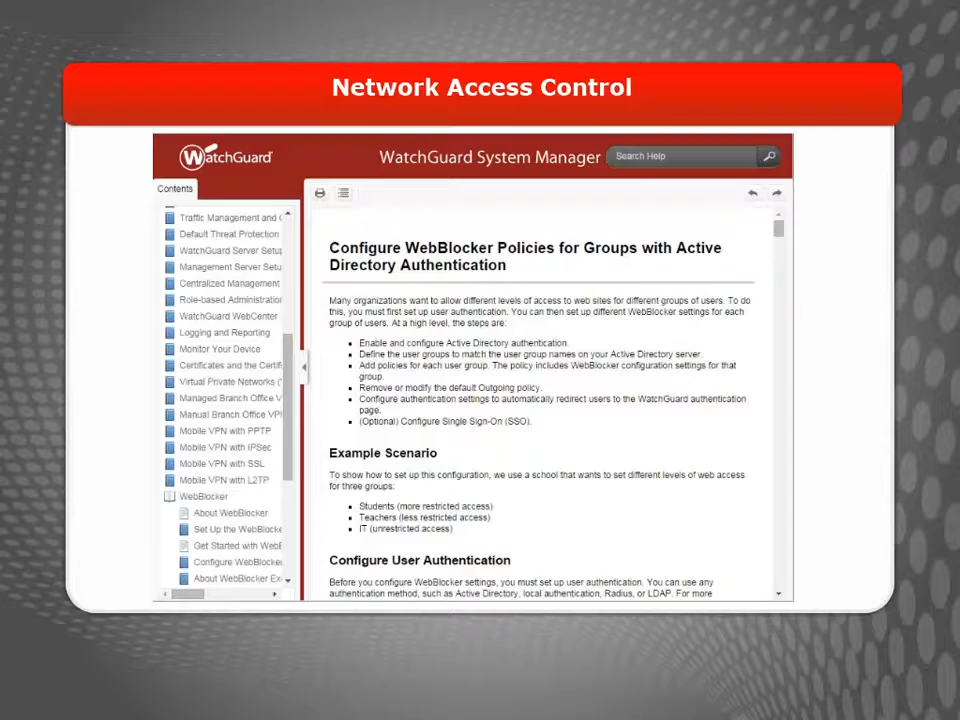 Network Access Control
WatchGuard
WatchGuard System Manager
Search Help
Contents
Traffic Management and
Default Threat Protection
WatchGuard Server Setup
Management Server Setu
Centralized Management
Role-based Administration
WatchGuard WebCenter
Logging and Reporting
Monitor Your Device
Certificates and the Certif
Virtual Private Networks (
Managed Branch Office V
Manual Branch Office VP
Mobile VPN with PPTP
Mobile VPN with IPSec
Mobile VPN with SSL
Mobile VPN with L2TP
WebBlocker
About WebBlocker
Set Up the WebBlocke
Get Started with WebB
Configure WebBlocker
About WebBlocker Ex
Configure WebBlocker Policies for Groups with Active
Directory Authentication
Many organizations want to allow different levels of access to web sites for different groups of users. To do
this, you must first set up user authentication. You can then set up different WebBlocker settings for each
group of users. At a high level, the steps are:
Enable and configure Active Directory authentication.
Define the user groups to match the user group names on your Active Directory server.
Add policies for each user group. The policy includes WebBlocker configuration settings for that
group.
Remove or modify the default Outgoing policy.
Configure authentication settings to automatically redirect users to the WatchGuard authentication
page.
(Optional) Configure Single Sign-On (SSO).
Example Scenario
To show how to set up this configuration, we use a school that wants to set different levels of web access
for three groups:
Students (more restricted access)
Teachers (less restricted access)
IT (unrestricted access)
Configure User Authentication
Before you configure WebBlocker settings, you must set up user authentication. You can use any
authentication method, such as Active Directory, local authentication, Radius, or LDAP. For more